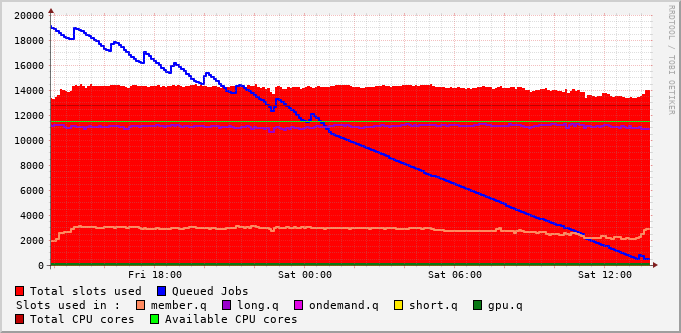 20000
18000
16000
14000
12000
10000
8000
6000
4000
2000
0
RRDTOOL / TOBI OETIKER
Fri 18:00 Sat 00:00 Sat 06:00 Sat 12:00
Total slots used Queued Jobs
Slots used in : member.q long.q ondemand.q short.q gpu.q
Total CPU cores Available CPU cores